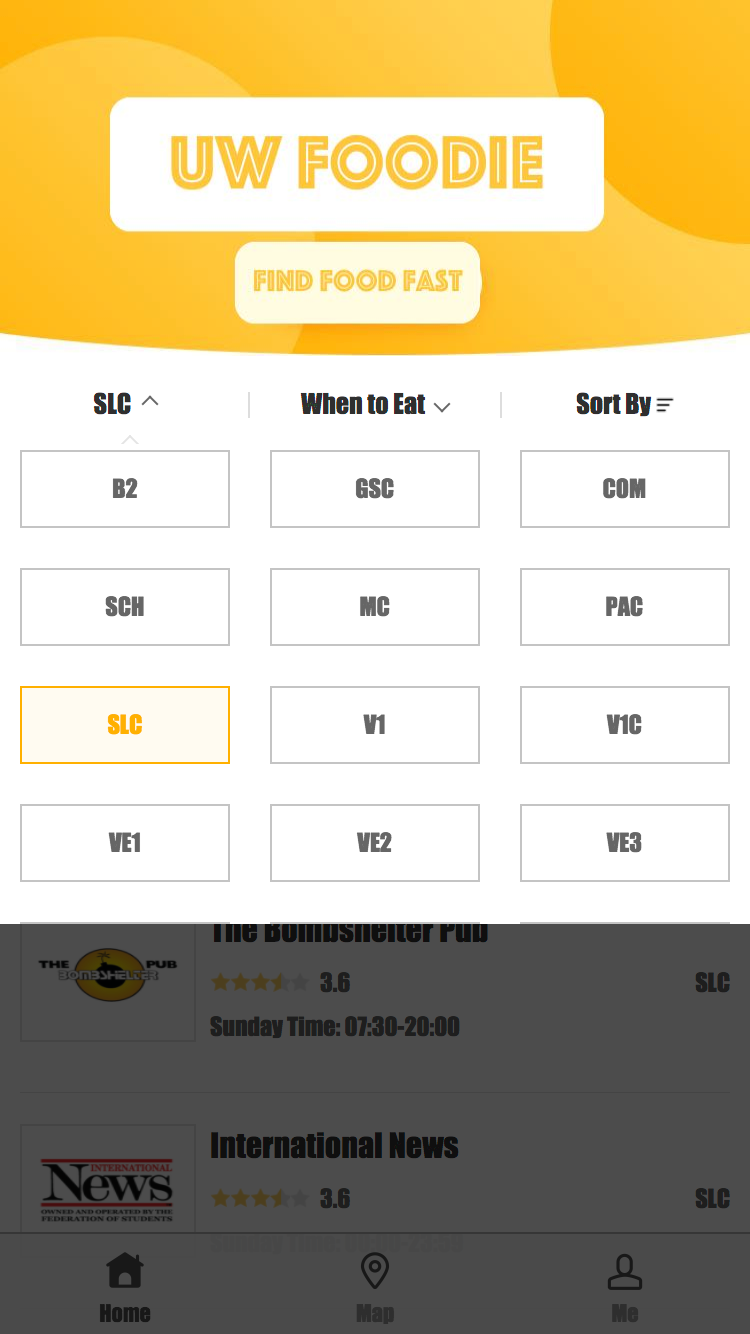 UW FOODIE
FIND FOOD FAST
SLC When to Eat Sort By
B2 GSC COM
SCH MC PAC
SLC V1 V1C
VE1 VE2 VE3
The Bombshelter Pub
THE PUB
BOMBSHELTER
3.6 SLC
Sunday Time: 07:30-20:00
International News
INTERNATIONAL
News
OWNED AND OPERATED BY THE
FEDERATION OF STUDENTS
3.6 SLC
Sunday Time:
Home Map Me